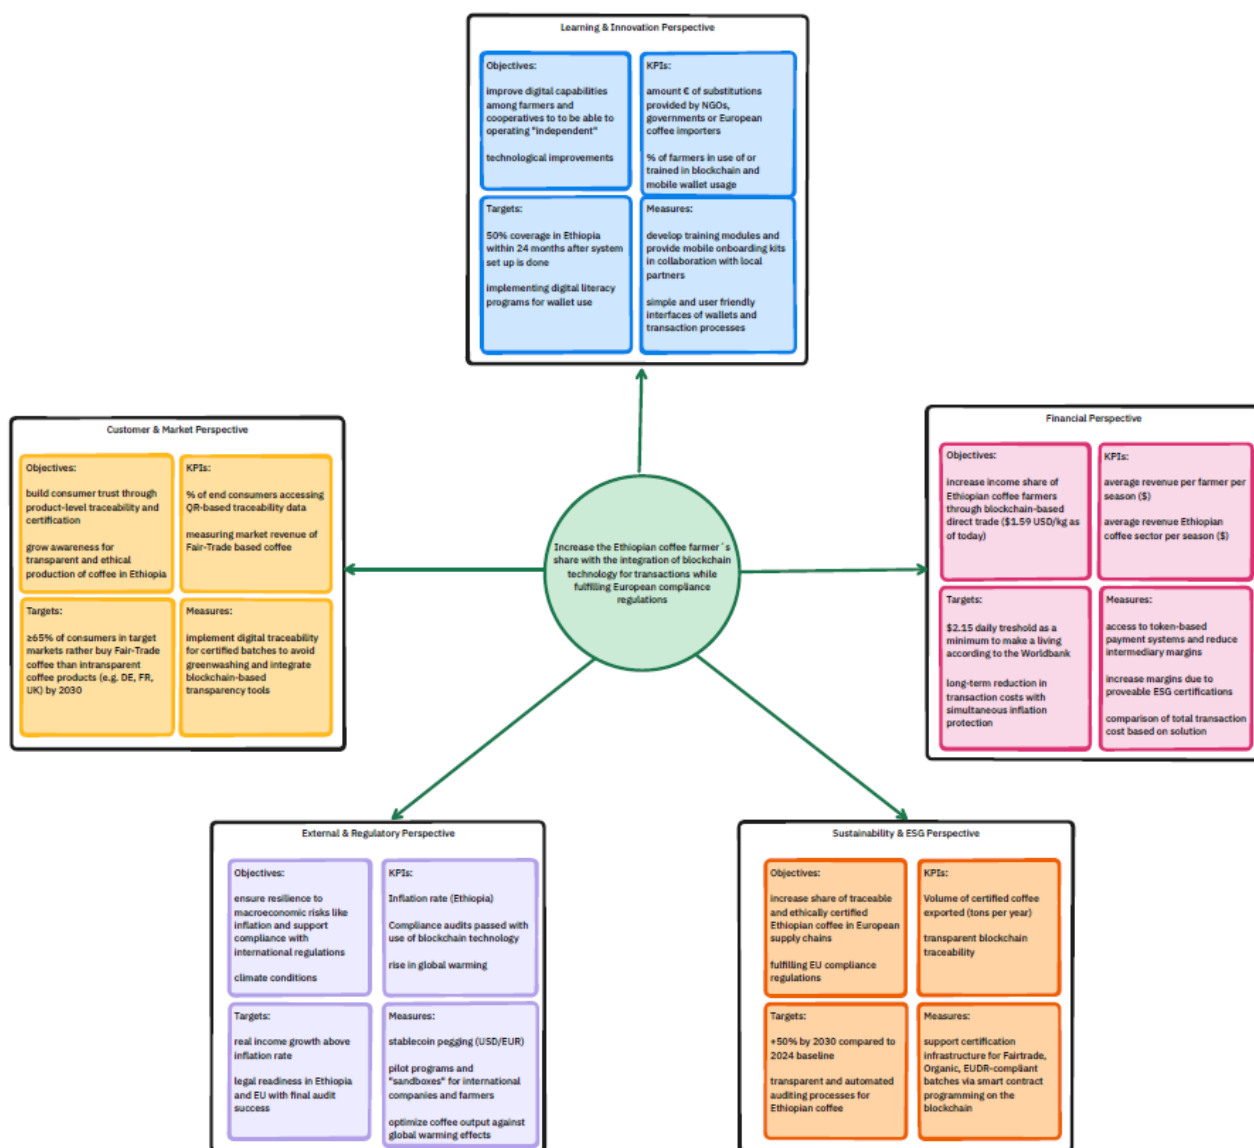 Learning & Innovation Perspective
Objectives:
improve digital capabilities
among farmers and
cooperatives to to be able to
operating "independent"
technological improvements
KPIs:
amount € of substitutions
provided by NGOs,
governments or European
coffee importers
% of farmers in use of or
trained in blockchain and
mobile wallet usage
Targets:
50% coverage in Ethiopia
within 24 months after system
set up is done
implementing digital literacy
programs for wallet use
Measures:
develop training modules and
provide mobile onboarding kits
in collaboration with local
partners
simple and user friendly
interfaces of wallets and
transaction processes
Customer & Market Perspective
Objectives:
build consumer trust through
product-level traceability and
certification
grow awareness for
transparent and ethical
production of coffee in Ethiopia
KPIs:
% of end consumers accessing
QR-based traceability data
measuring market revenue of
Fair-Trade based coffee
Targets:
≥65% of consumers in target
markets rather buy Fair-Trade
coffee than intransparent
coffee products (e.g. DE, FR,
UK) by 2030
Measures:
implement digital traceability
for certified batches to avoid
greenwashing and integrate
blockchain-based
transparency tools
Increase the Ethiopian coffee farmer´s
share with the integration of blockchain
technology for transactions while
fulfilling European compliance
regulations
Financial Perspective
Objectives:
increase income share of
Ethiopian coffee farmers
through blockchain-based
direct trade ($1.59 USD/kg as
of today)
KPIs:
average revenue per farmer per
season ($)
average revenue Ethiopian
coffee sector per season ($)
Targets:
$2.15 daily treshold as a
minimum to make a living
according to the Worldbank
long-term reduction in
transaction costs with
simultaneous inflation
protection
Measures:
access to token-based
payment systems and reduce
intermediary margins
increase margins due to
proveable ESG certifications
comparison of total transaction
cost based on solution
External & Regulatory Perspective
Objectives:
ensure resilience to
macroeconomic risks like
inflation and support
compliance with
international regulations
climate conditions
KPIs:
Inflation rate (Ethiopia)
Compliance audits passed with
use of blockchain technology
rise in global warming
Targets:
real income growth above
inflation rate
legal readiness in Ethiopia
and EU with final audit
success
Measures:
stablecoin pegging (USD/EUR)
pilot programs and
"sandboxes" for international
companies and farmers
optimize coffee output against
global warming effects
Sustainability & ESG Perspective
Objectives:
increase share of traceable
and ethically certified
Ethiopian coffee in European
supply chains
fulfilling EU compliance
regulations
KPIs:
Volume of certified coffee
exported (tons per year)
transparent blockchain
traceability
Targets:
+50% by 2030 compared to
2024 baseline
transparent and automated
auditing processes for
Ethiopian coffee
Measures:
support certification
infrastructure for Fairtrade,
Organic, EUDR-compliant
batches via smart contract
programming on the
blockchain